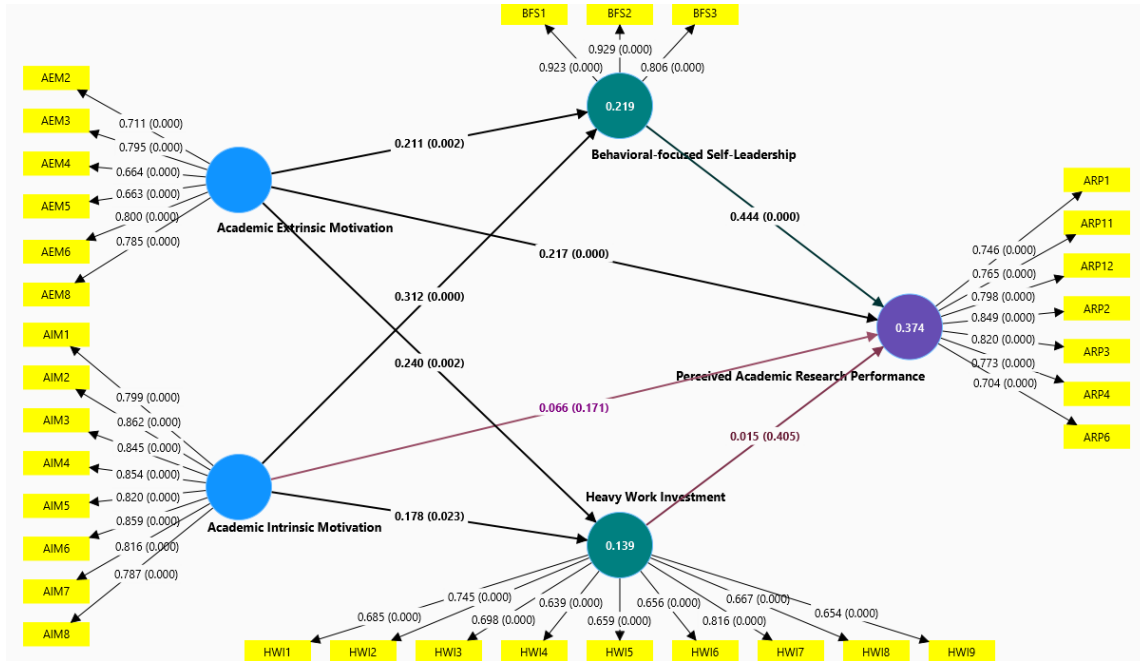 BFS1
BFS2
BFS3
0.923 (0.000)
0.929 (0.000)
0.806 (0.000)
0.219
Behavioral-focused Self-Leadership
AEM2
AEM3
AEM4
AEM5
AEM6
AEM8
0.711 (0.000)
0.795 (0.000)
0.664 (0.000)
0.663 (0.000)
0.800 (0.000)
0.785 (0.000)
Academic Extrinsic Motivation
0.211 (0.002)
0.444 (0.000)
0.217 (0.000)
0.312 (0.000)
0.240 (0.002)
0.066 (0.171)
0.015 (0.405)
0.178 (0.023)
ARP1
ARP11
ARP12
ARP2
ARP3
ARP4
ARP6
0.746 (0.000)
0.765 (0.000)
0.798 (0.000)
0.849 (0.000)
0.820 (0.000)
0.773 (0.000)
0.704 (0.000)
0.374
Perceived Academic Research Performance
AIM1
AIM2
AIM3
AIM4
AIM5
AIM6
AIM7
AIM8
0.799 (0.000)
0.862 (0.000)
0.845 (0.000)
0.854 (0.000)
0.820 (0.000)
0.859 (0.000)
0.816 (0.000)
0.787 (0.000)
Academic Intrinsic Motivation
Heavy Work Investment
0.139
0.685 (0.000)
0.745 (0.000)
0.698 (0.000)
0.639 (0.000)
0.659 (0.000)
0.656 (0.000)
0.816 (0.000)
0.667 (0.000)
0.654 (0.000)
HWI1
HWI2
HWI3
HWI4
HWI5
HWI6
HWI7
HWI8
HWI9